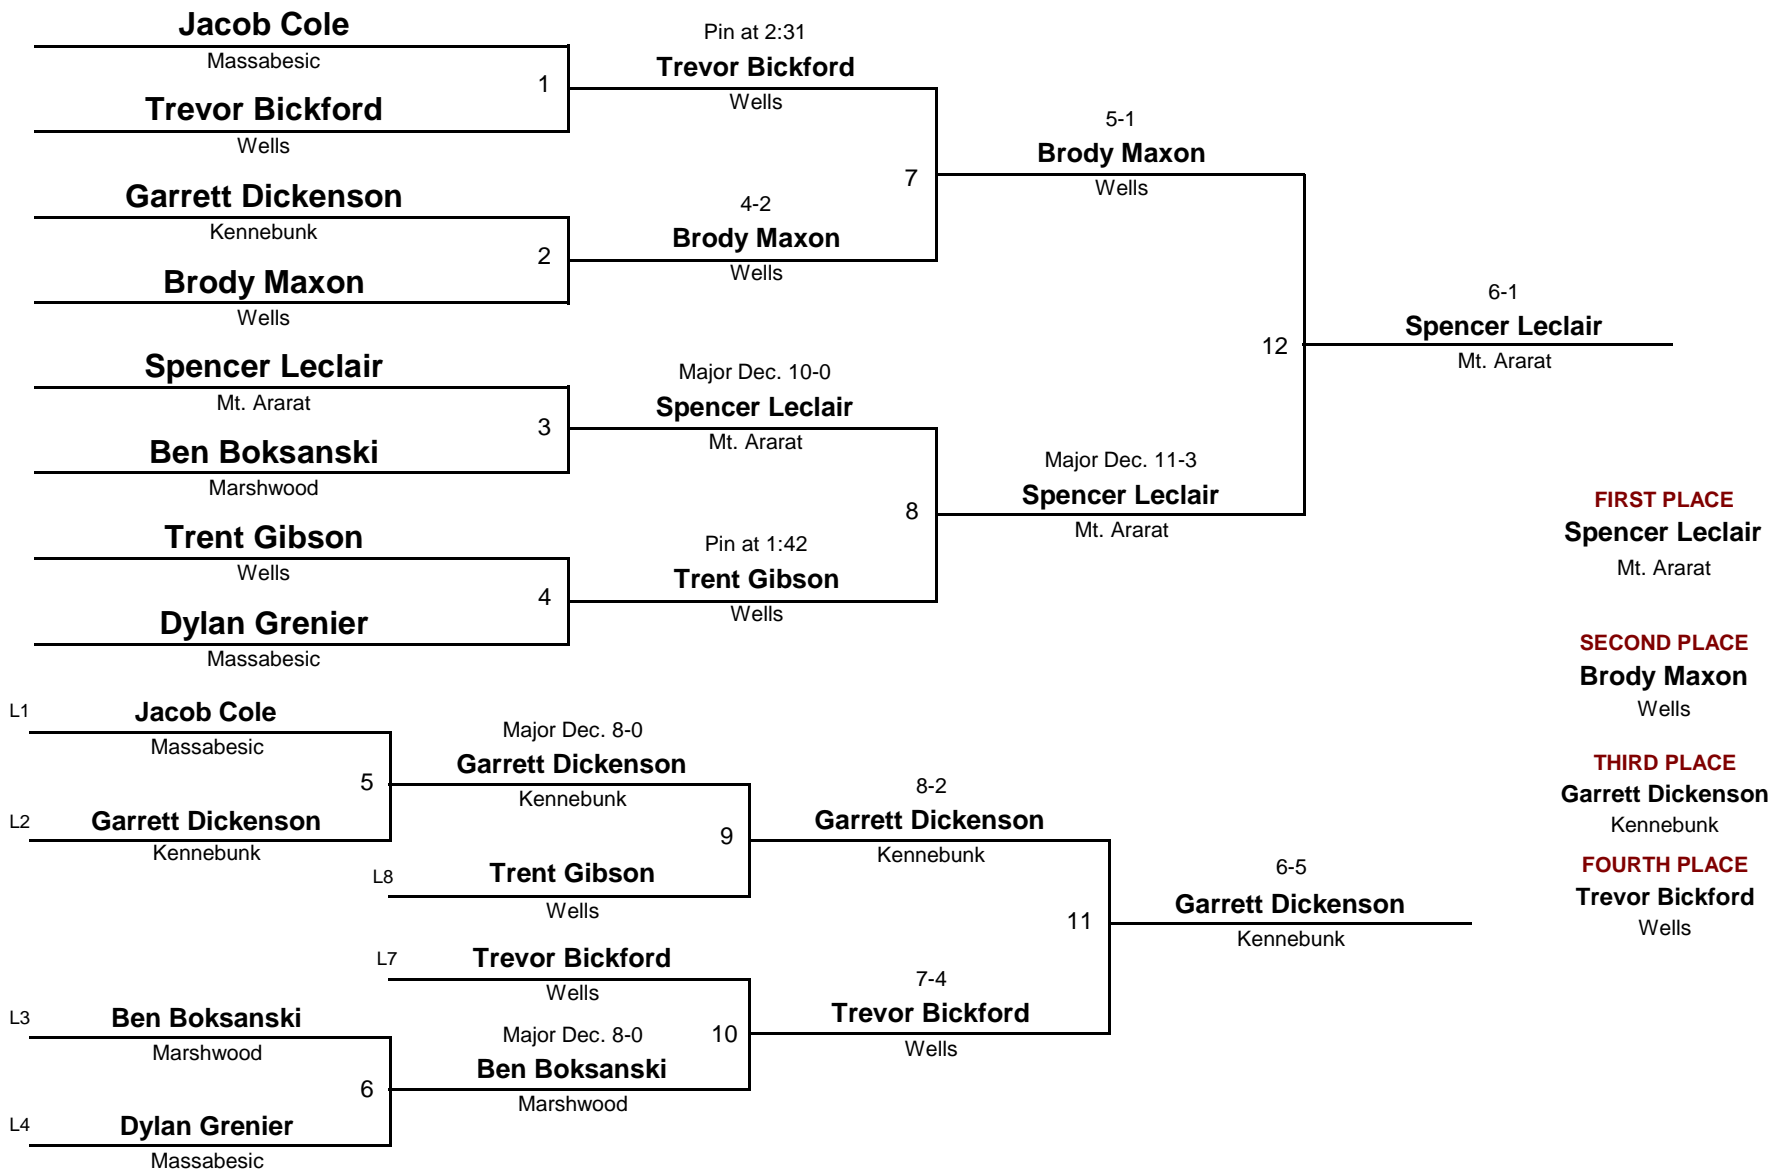 Jacob Cole
Massabesic
1
Trevor Bickford
Wells
Garrett Dickenson
Kennebunk
2
Brody Maxon
Wells
Spencer Leclair
Mt. Ararat
3
Ben Boksanski
Marshwood
Trent Gibson
Wells
4
Dylan Grenier
Massabesic
Pin at 2:31
Trevor Bickford
Wells
7
4-2
Brody Maxon
Wells
Major Dec. 10-0
Spencer Leclair
Mt. Ararat
8
Pin at 1:42
Trent Gibson
Wells
5-1
Brody Maxon
Wells
12
Major Dec. 11-3
Spencer Leclair
Mt. Ararat
6-1
Spencer Leclair
Mt. Ararat
L1
Jacob Cole
Massabesic
5
L2
Garrett Dickenson
Kennebunk
Major Dec. 8-0
Garrett Dickenson
Kennebunk
9
L8
Trent Gibson
Wells
L7
Trevor Bickford
Wells
10
L3
Ben Boksanski
Marshwood
6
L4
Dylan Grenier
Massabesic
Major Dec. 8-0
Ben Boksanski
Marshwood
8-2
Garrett Dickenson
Kennebunk
11
7-4
Trevor Bickford
Wells
6-5
Garrett Dickenson
Kennebunk
FIRST PLACE
Spencer Leclair
Mt. Ararat
SECOND PLACE
Brody Maxon
Wells
THIRD PLACE
Garrett Dickenson
Kennebunk
FOURTH PLACE
Trevor Bickford
Wells